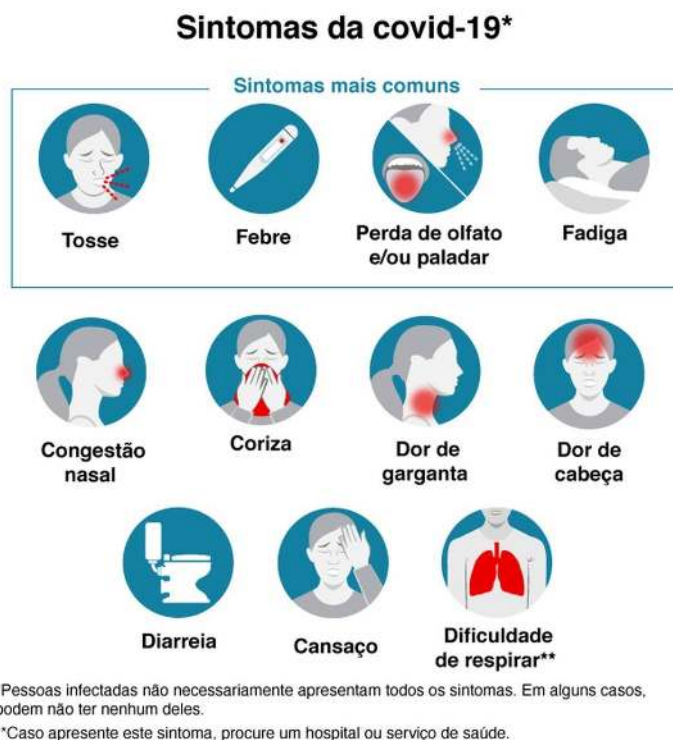 Sintomas da covid-19*
Sintomas mais comuns
Tosse
Febre
Perda de olfato
e/ou paladar
Fadiga
Congestão
nasal
Coriza
Dor de
garganta
Dor de
cabeça
Diarreia
Cansaço
Dificuldade
de respirar**
Pessoas infectadas não necessariamente apresentam todos os sintomas. Em alguns casos,
podem não ter nenhum deles.
*Caso apresente este sintoma, procure um hospital ou serviço de saúde.